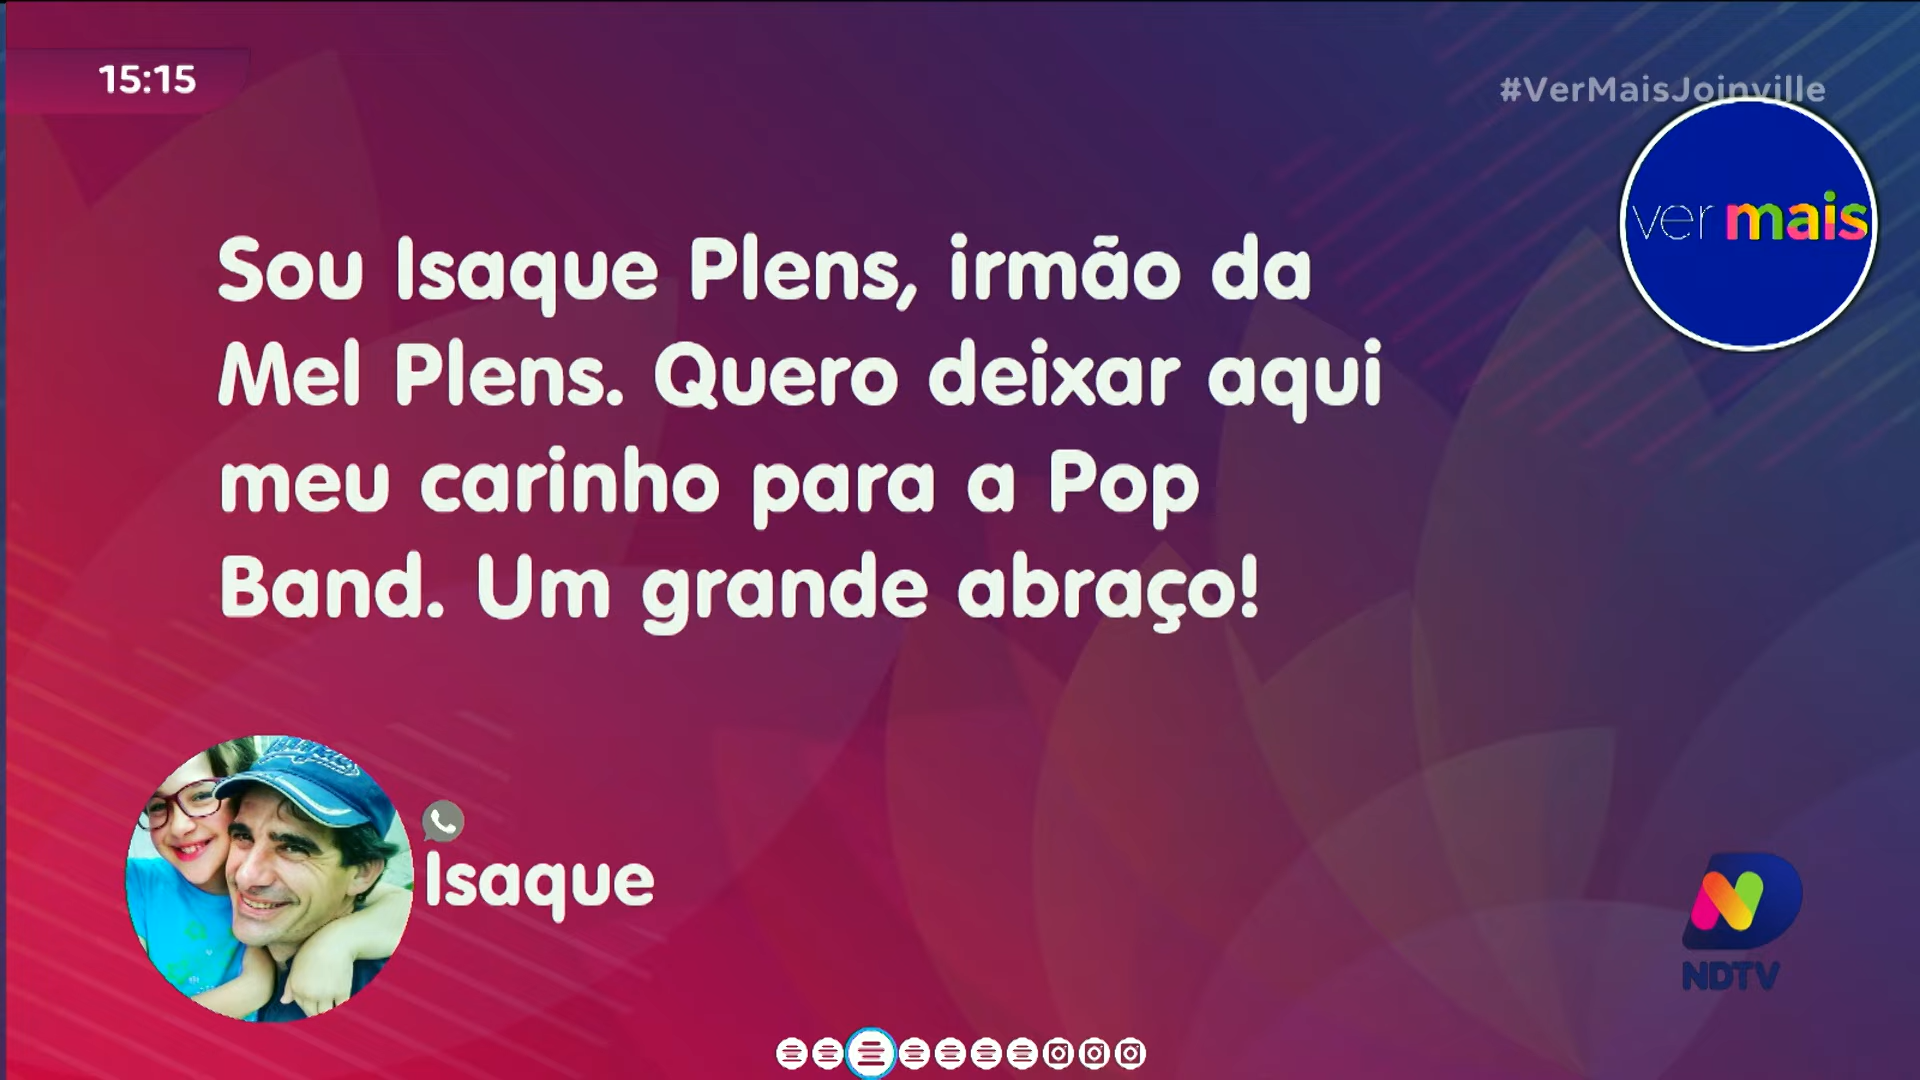 15:15
#VerMaisJoinville
ver mais
Sou Isaque Plens, irmão da
Mel Plens. Quero deixar aqui
meu carinho para a Pop
Band. Um grande abraço!
Isaque
NDTV